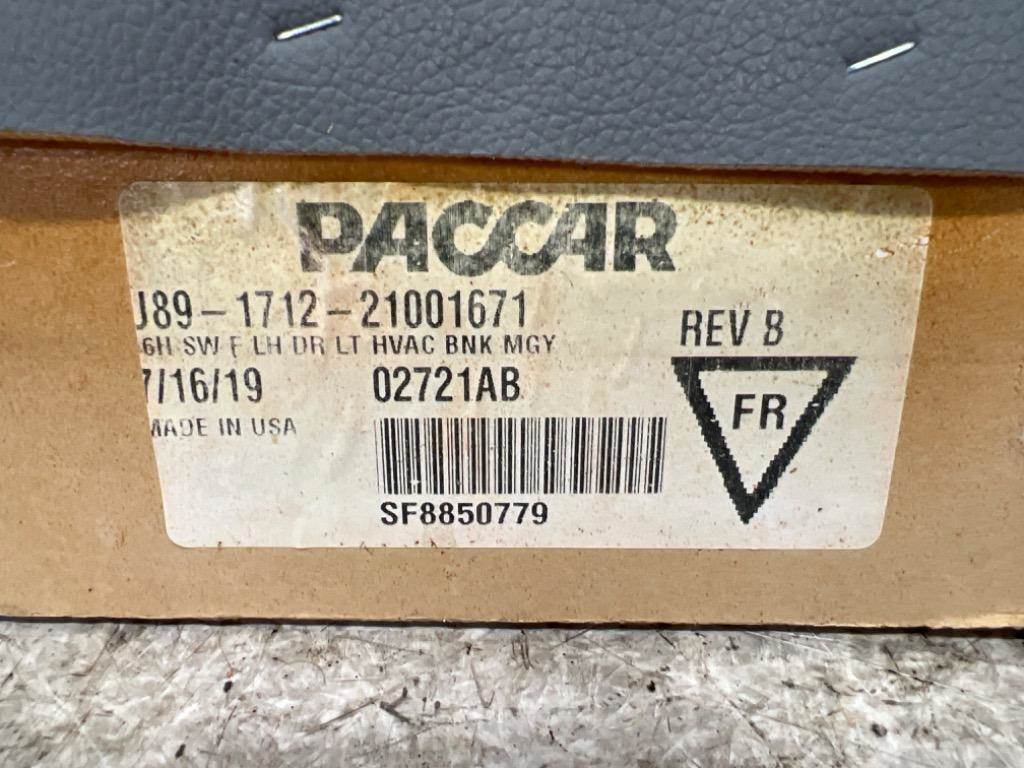 PACCAR
J89-1712-21001671
6H SW F LH DR LT HVAC BNK MGY
REV B
7/16/19 02721AB
FR
MADE IN USA
SF8850779